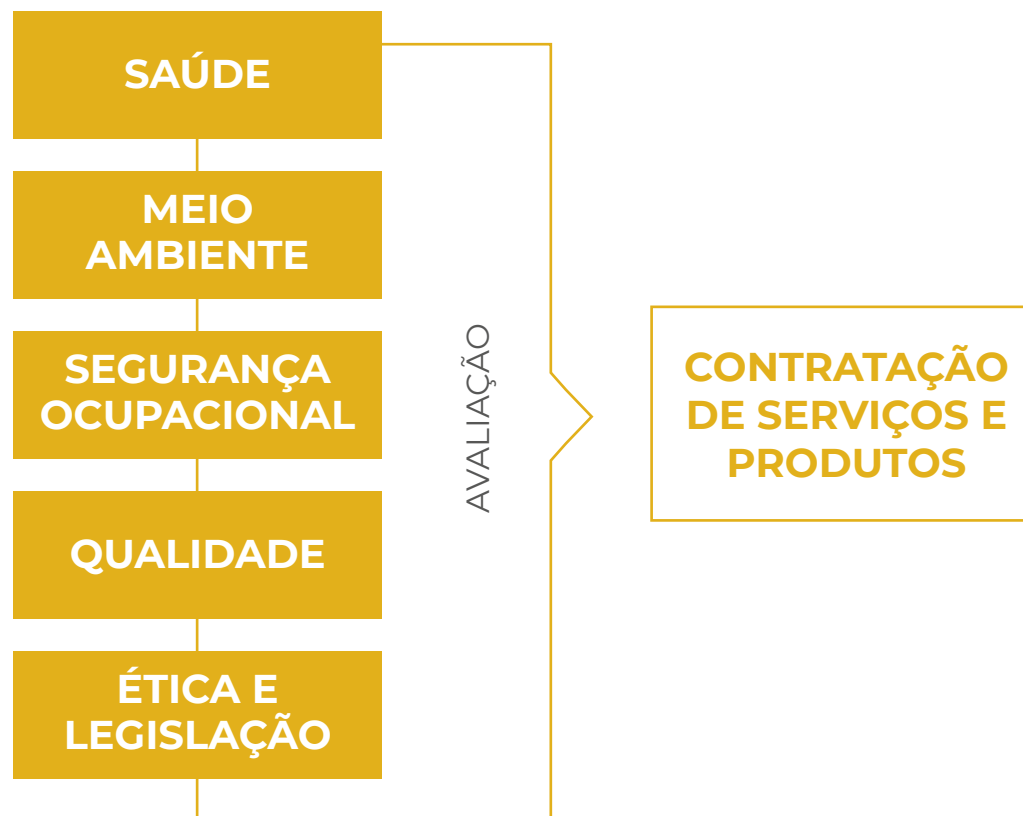 SAÚDE
MEIO
AMBIENTE
SEGURANÇA
OCUPACIONAL
QUALIDADE
ÉTICA E
LEGISLAÇÃO
AVALIAÇÃO
CONTRATAÇÃO
DE SERVIÇOS E
PRODUTOS